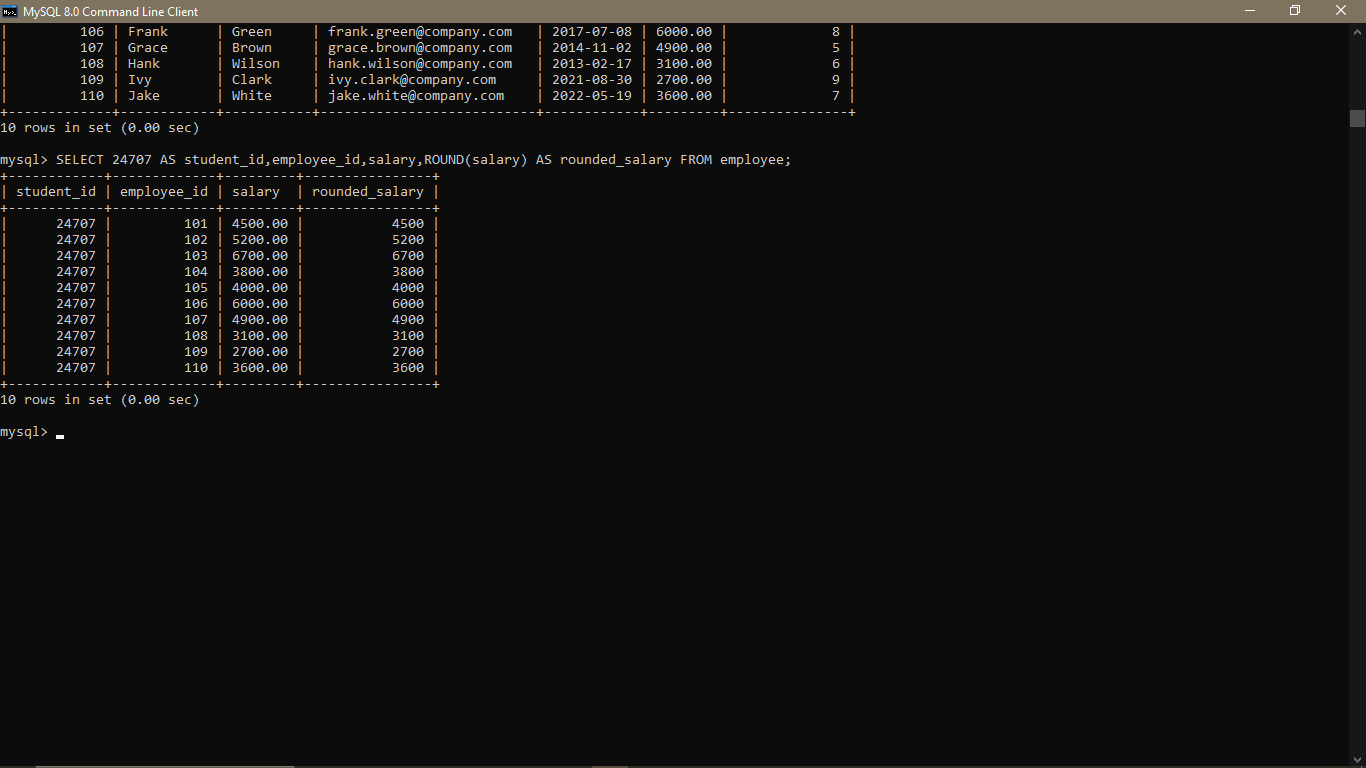 MySQL 8.0 Command Line Client
|         106 | Frank      | Green     | frank.green@company.com   | 2017-07-08 | 6000.00 |             8 |
|         107 | Grace      | Brown     | grace.brown@company.com   | 2014-11-02 | 4900.00 |             5 |
|         108 | Hank       | Wilson    | hank.wilson@company.com   | 2013-02-17 | 3100.00 |             6 |
|         109 | Ivy        | Clark     | ivy.clark@company.com     | 2021-08-30 | 2700.00 |             9 |
|         110 | Jake       | White     | jake.white@company.com    | 2022-05-19 | 3600.00 |             7 |
+-------------+------------+-----------+---------------------------+------------+---------+---------------+
10 rows in set (0.00 sec)
mysql> SELECT 24707 AS student_id,employee_id,salary,ROUND(salary) AS rounded_salary FROM employee;
+------------+-------------+---------+----------------+
| student_id | employee_id | salary  | rounded_salary |
+------------+-------------+---------+----------------+
|      24707 |         101 | 4500.00 |           4500 |
|      24707 |         102 | 5200.00 |           5200 |
|      24707 |         103 | 6700.00 |           6700 |
|      24707 |         104 | 3800.00 |           3800 |
|      24707 |         105 | 4000.00 |           4000 |
|      24707 |         106 | 6000.00 |           6000 |
|      24707 |         107 | 4900.00 |           4900 |
|      24707 |         108 | 3100.00 |           3100 |
|      24707 |         109 | 2700.00 |           2700 |
|      24707 |         110 | 3600.00 |           3600 |
+------------+-------------+---------+----------------+
10 rows in set (0.00 sec)
mysql>